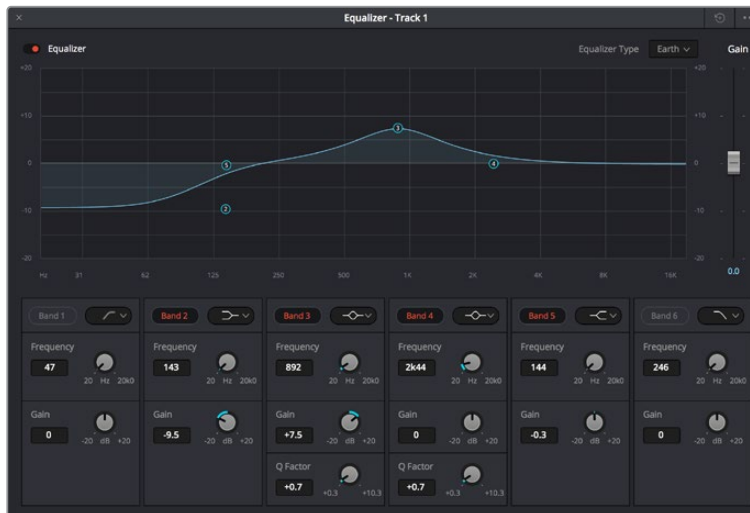 Equalizer - Track 1
Equalizer
Equalizer Type
Earth
Gain
+20
+20
+10
+10
0
0
-10
-10
-20
-20
5
3
4
2
Hz 31 62 125 250 500 1K 2K 4K 8K 16K
0.0
Band 1 Band 2 Band 3 Band 4 Band 5 Band 6
Frequency Frequency Frequency Frequency Frequency Frequency
47 143 892 2k44 144 246
20 Hz 20k0 20 Hz 20k0 20 Hz 20k0 20 Hz 20k0 20 Hz 20k0 20 Hz 20k0
Gain Gain Gain Gain Gain Gain
0 -9.5 +7.5 0 -0.3 0
-20 dB +20 -20 dB +20 -20 dB +20 -20 dB +20 -20 dB +20 -20 dB +20
Q Factor Q Factor
+0.7 +0.7
+0.3 +10.3 +0.3 +10.3